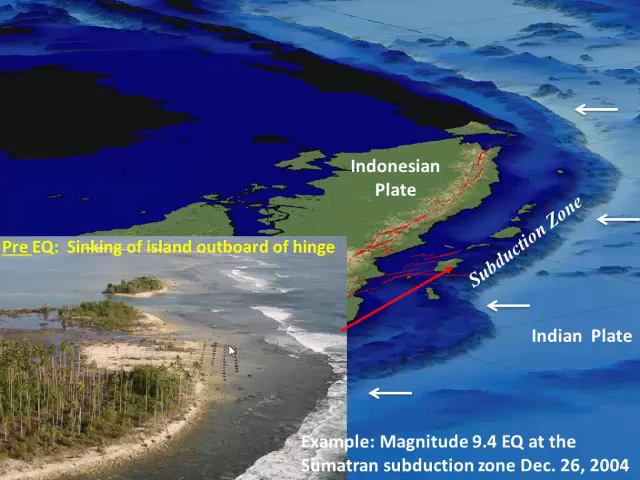 Indonesian
Plate
Pre EQ: Sinking of island outboard of hinge
Subduction Zone
Indian Plate
Example: Magnitude 9.4 EQ at the
Sumatran subduction zone Dec. 26, 2004